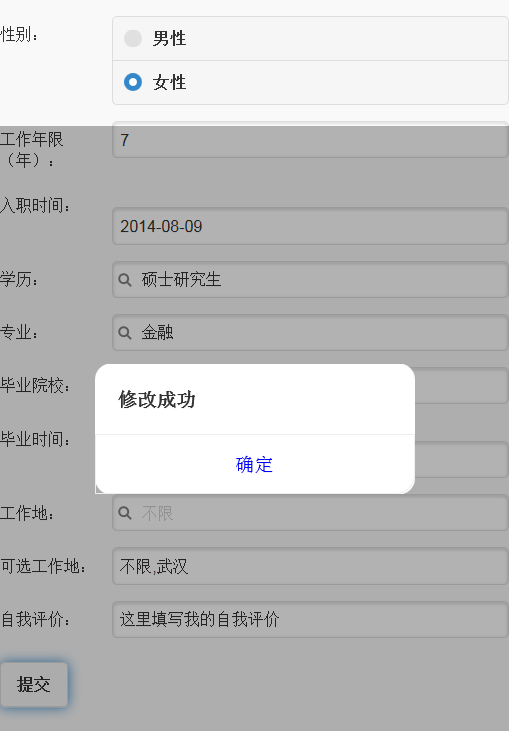 性别：
男性
女性
工作年限
（年）：
7
入职时间：
2014-08-09
学历：
硕士研究生
专业：
金融
毕业院校：
修改成功
毕业时间：
确定
工作地：
不限
可选工作地：
不限,武汉
自我评价：
这里填写我的自我评价
提交